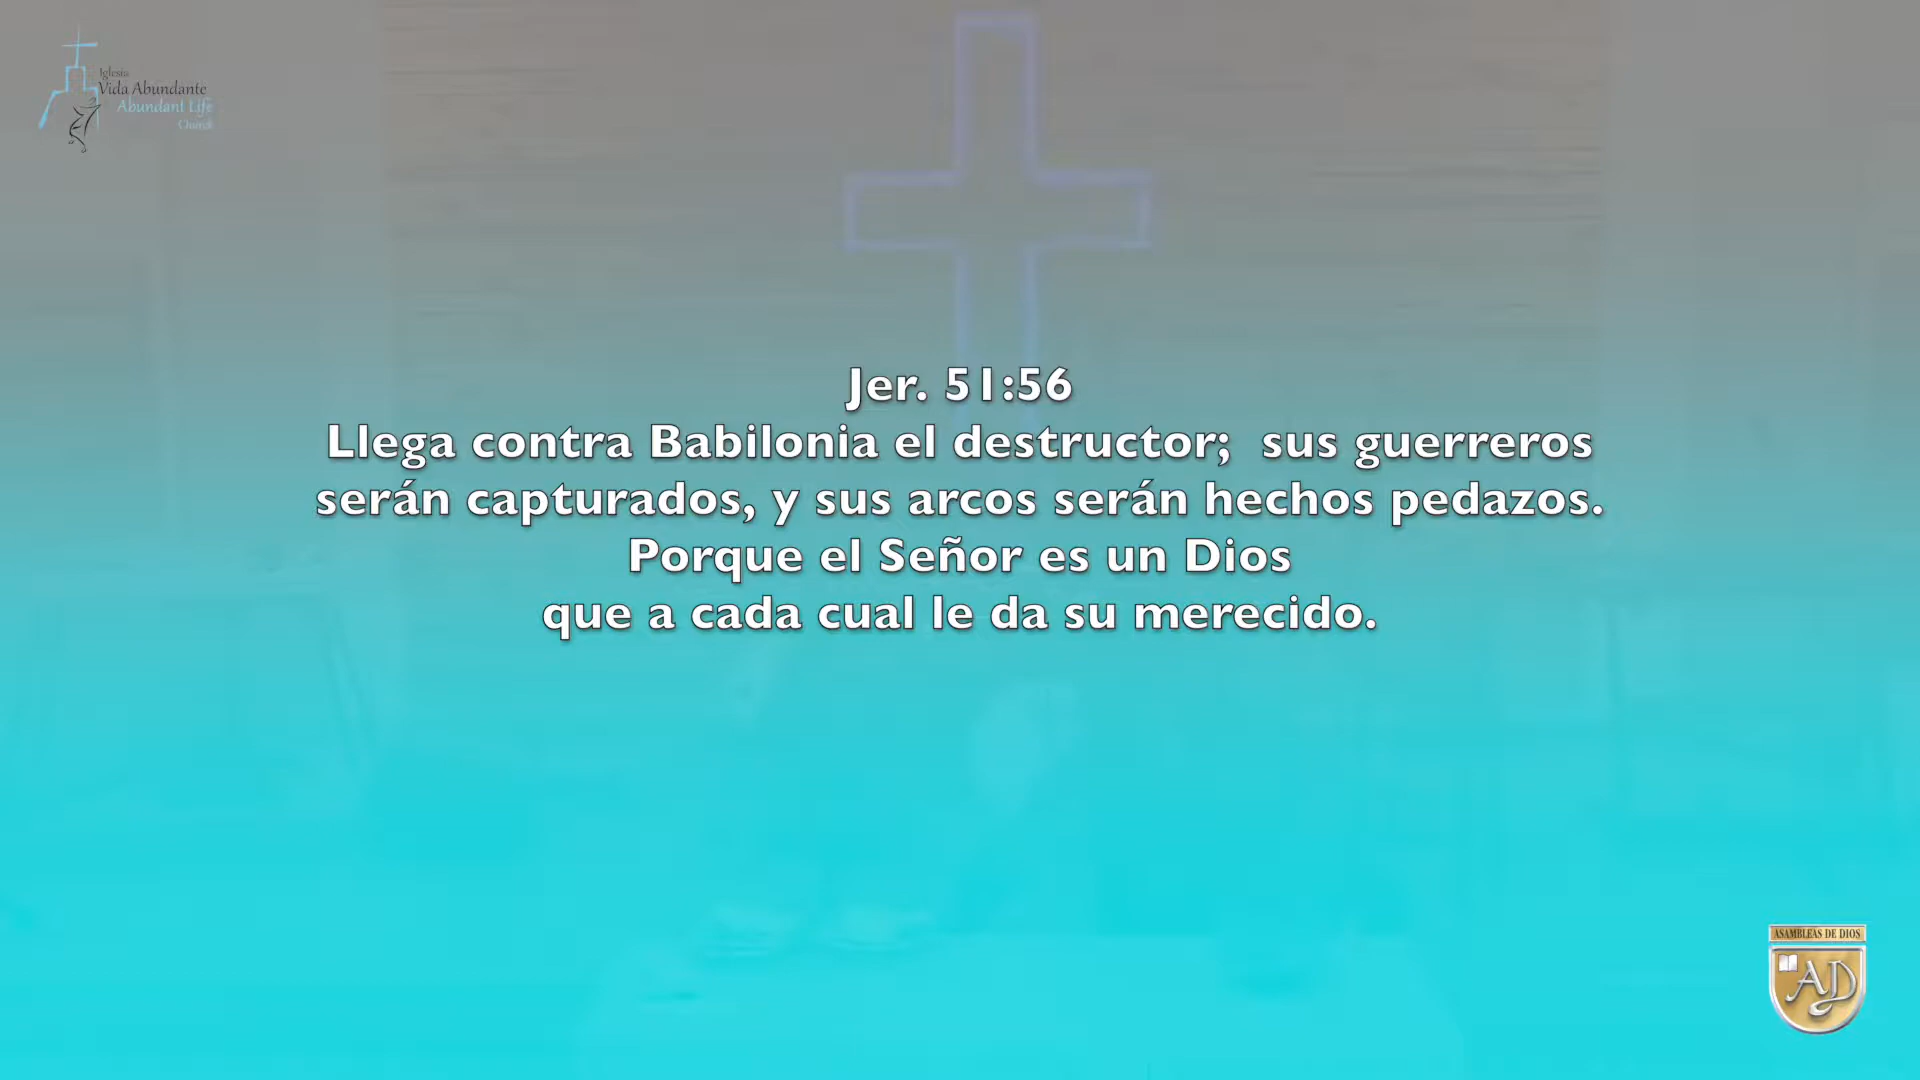 Iglesia
Vida Abundante
Abundant Life
Church
Jer. 51:56
Llega contra Babilonia el destructor;  sus guerreros
serán capturados, y sus arcos serán hechos pedazos.
Porque el Señor es un Dios
que a cada cual le da su merecido.
ASAMBLEAS DE DIOS
AD